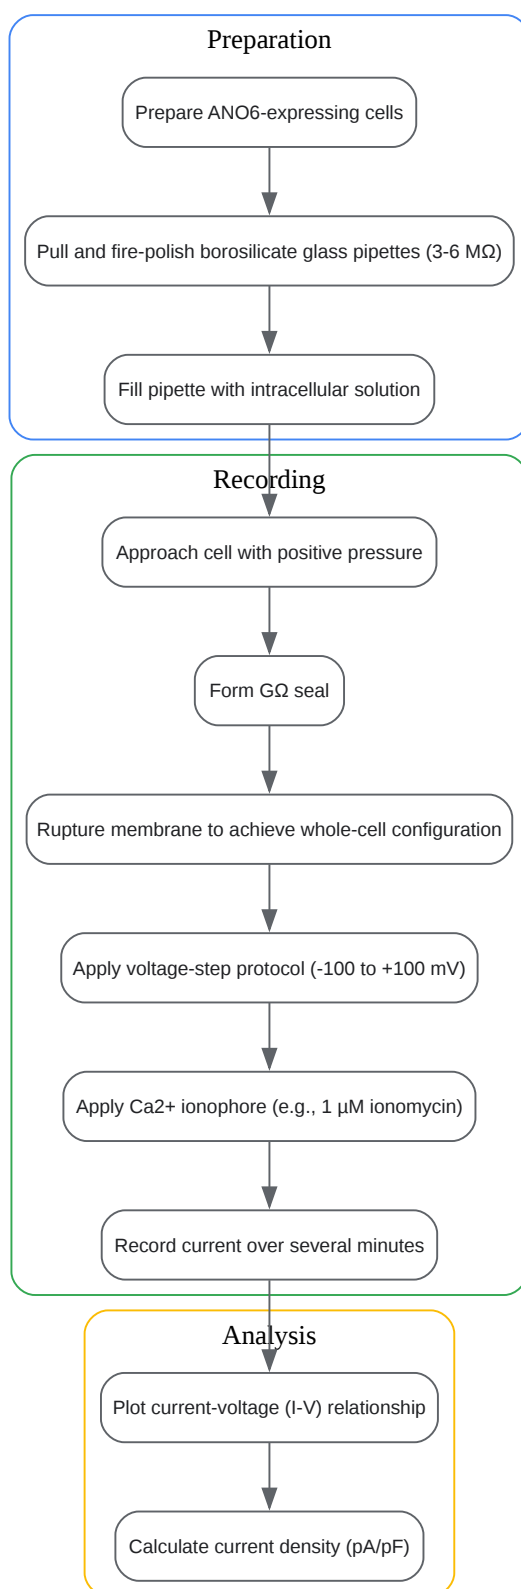 Preparation
Prepare ANO6-expressing cells
Pull and fire-polish borosilicate glass pipettes (3-6 MΩ)
Fill pipette with intracellular solution
Recording
Approach cell with positive pressure
Form GΩ seal
Rupture membrane to achieve whole-cell configuration
Apply voltage-step protocol (-100 to +100 mV)
Apply Ca2+ ionophore (e.g., 1 µM ionomycin)
Record current over several minutes
Analysis
Plot current-voltage (I-V) relationship
Calculate current density (pA/pF)